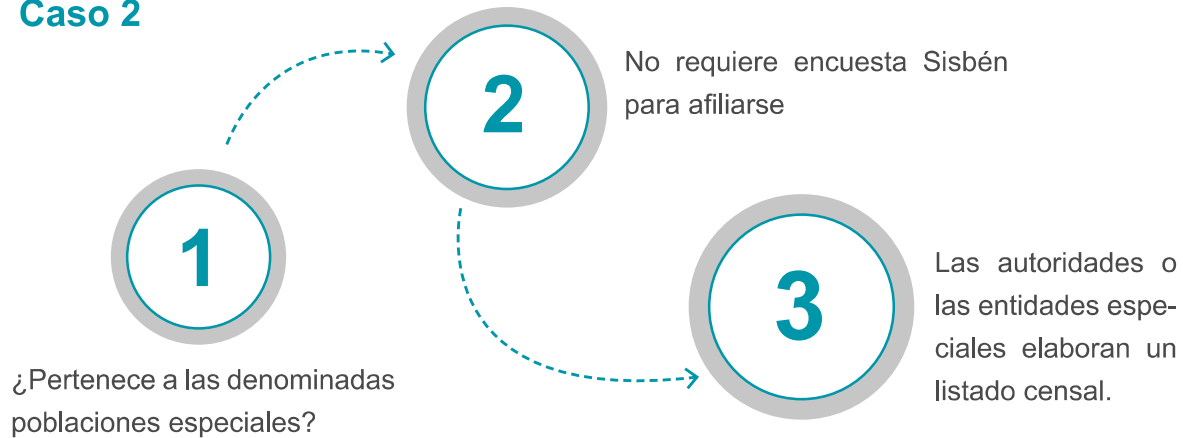 Caso 2
1
¿Pertenece a las denominadas
poblaciones especiales?
2
No requiere encuesta Sisbén
para afiliarse
3
Las autoridades o
las entidades espe-
ciales elaboran un
listado censal.